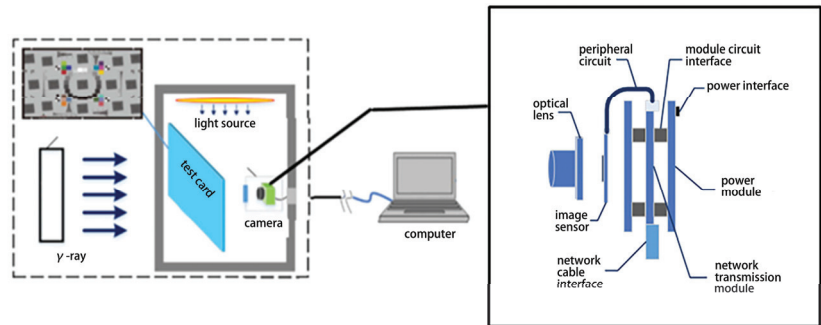 light source
test card
camera
γ -ray
computer
peripheral
circuit
module circuit
interface
power interface
optical
lens
image
sensor
power
module
network
cable
interface
network
transmission
module